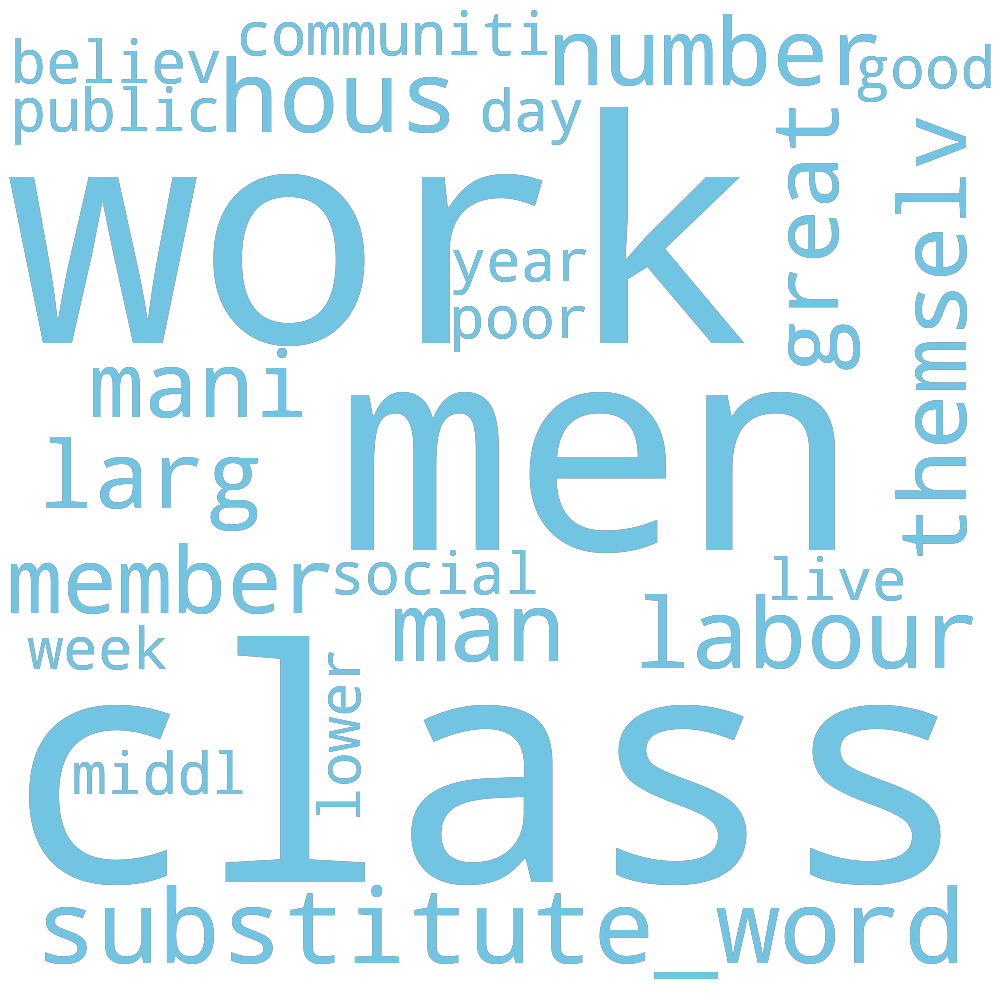 communiti
number
believ
good
public
hous
day
great
themselv
work
year
poor
mani
men
larg
member
social
live
man
labour
week
lower
class
middl
substitute_word